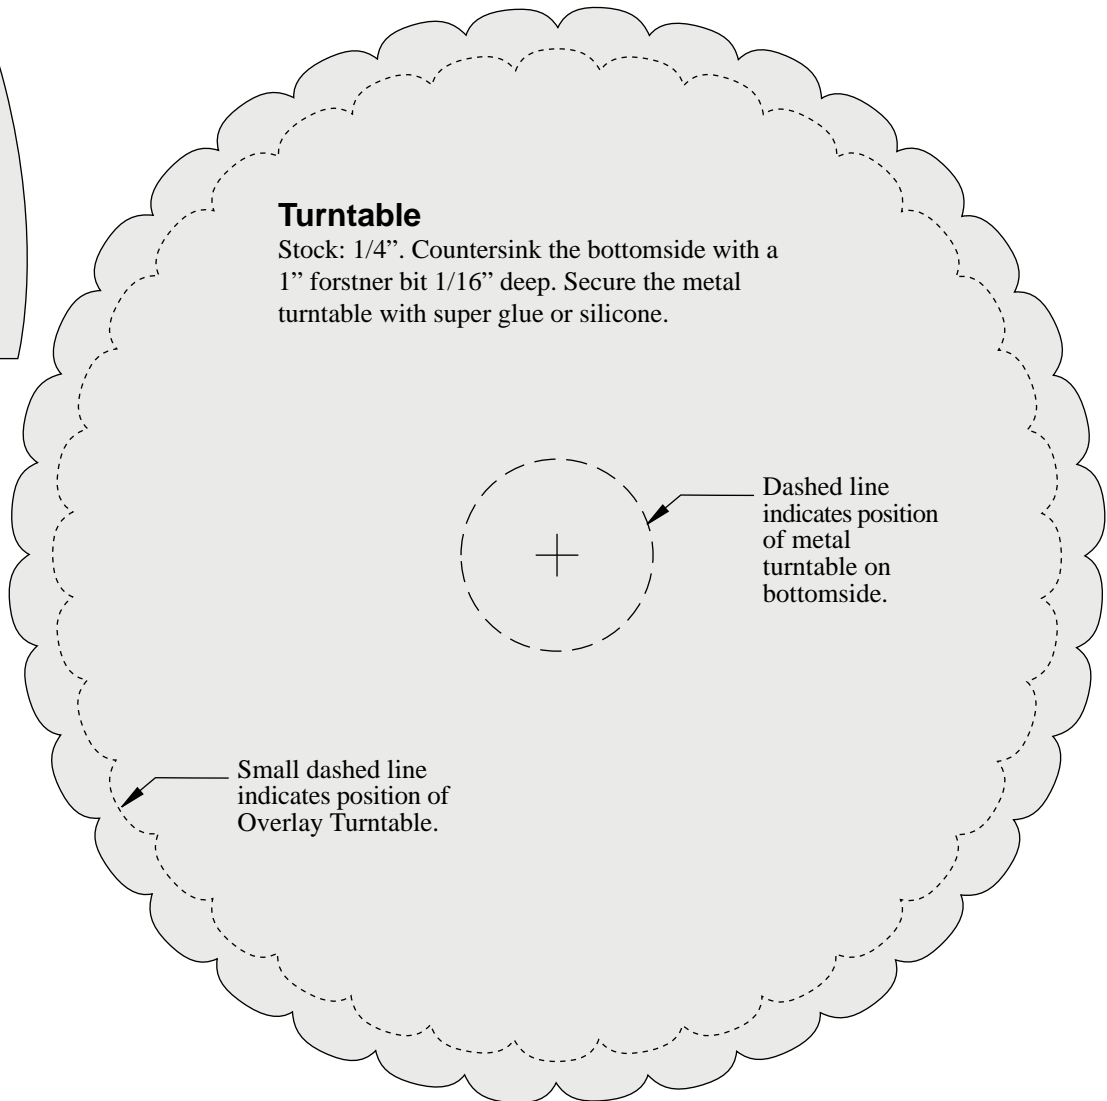 Turntable
Stock: 1/4”. Countersink the bottomside with a
1” forstner bit 1/16” deep. Secure the metal
turntable with super glue or silicone.
Dashed line
indicates position
of metal
turntable on
bottomside.
Small dashed line
indicates position of
Overlay Turntable.